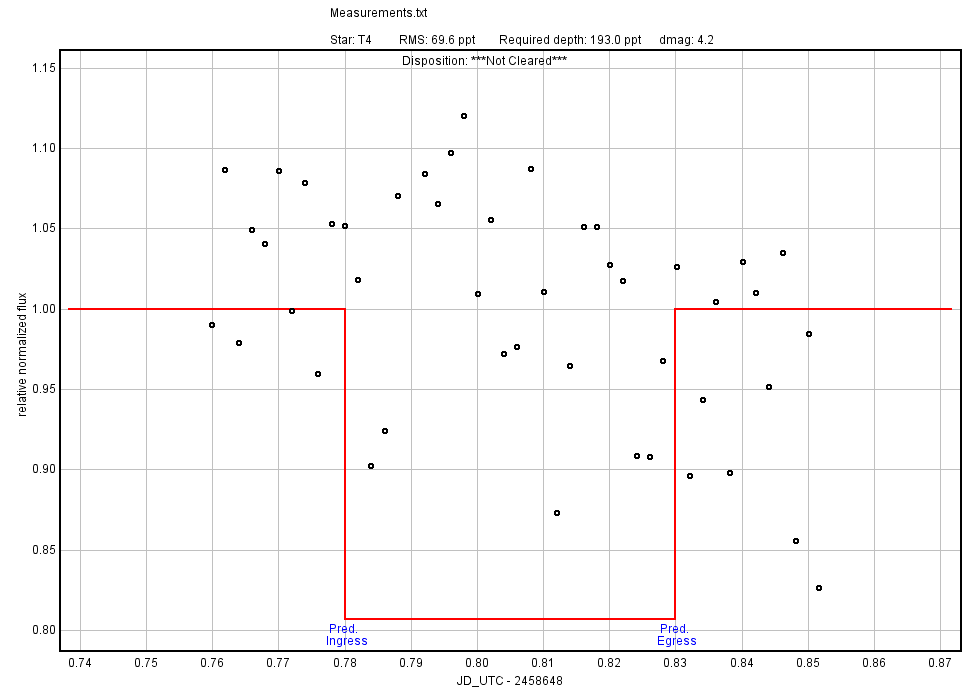 Measurements.txt
Star: T4 RMS: 69.6 ppt Required depth: 193.0 ppt dmag: 4.2
Disposition: ***Not Cleared***
1.15
1.10
1.05
1.00
0.95
0.90
0.85
0.80
relative normalized flux
Pred. Pred.
Ingress Egress
0.74 0.75 0.76 0.77 0.78 0.79 0.80 0.81 0.82 0.83 0.84 0.85 0.86 0.87
JD_UTC - 2458648